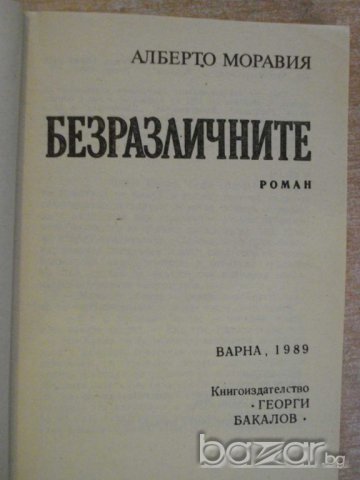 АЛБЕРТО МОРАВИЯ
БЕЗРАЗЛИЧНИТЕ
РОМАН
ВАРНА, 1989
Книгоиздателство
·ГЕОРГИ
БАКАЛОВ·
bazar.bg